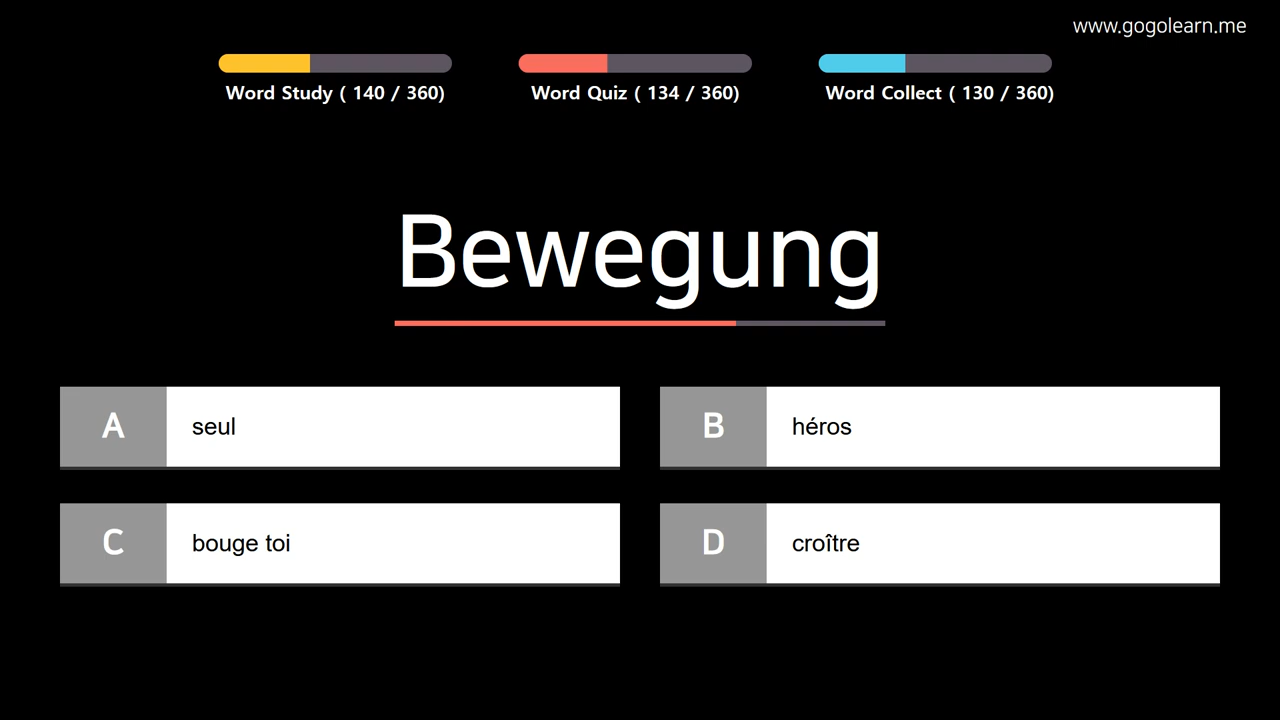 www.gogolearn.me
Word Study ( 140 / 360)
Word Quiz ( 134 / 360)
Word Collect ( 130 / 360)
Bewegung
A
seul
B
héros
C
bouge toi
D
croître